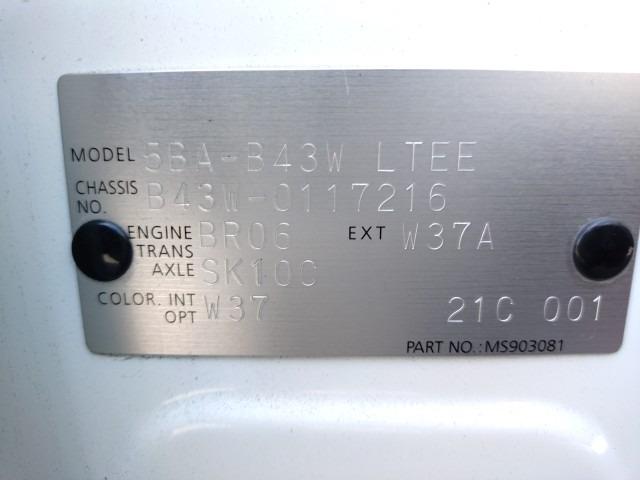 MODEL 5BA-B43W LTEE
CHASSIS NO. B43W-0117216
ENGINE BR06 EXT W37A
TRANS AXLE SK10C
COLOR. INT W37
OPT 21C 001
PART NO.:MS903081